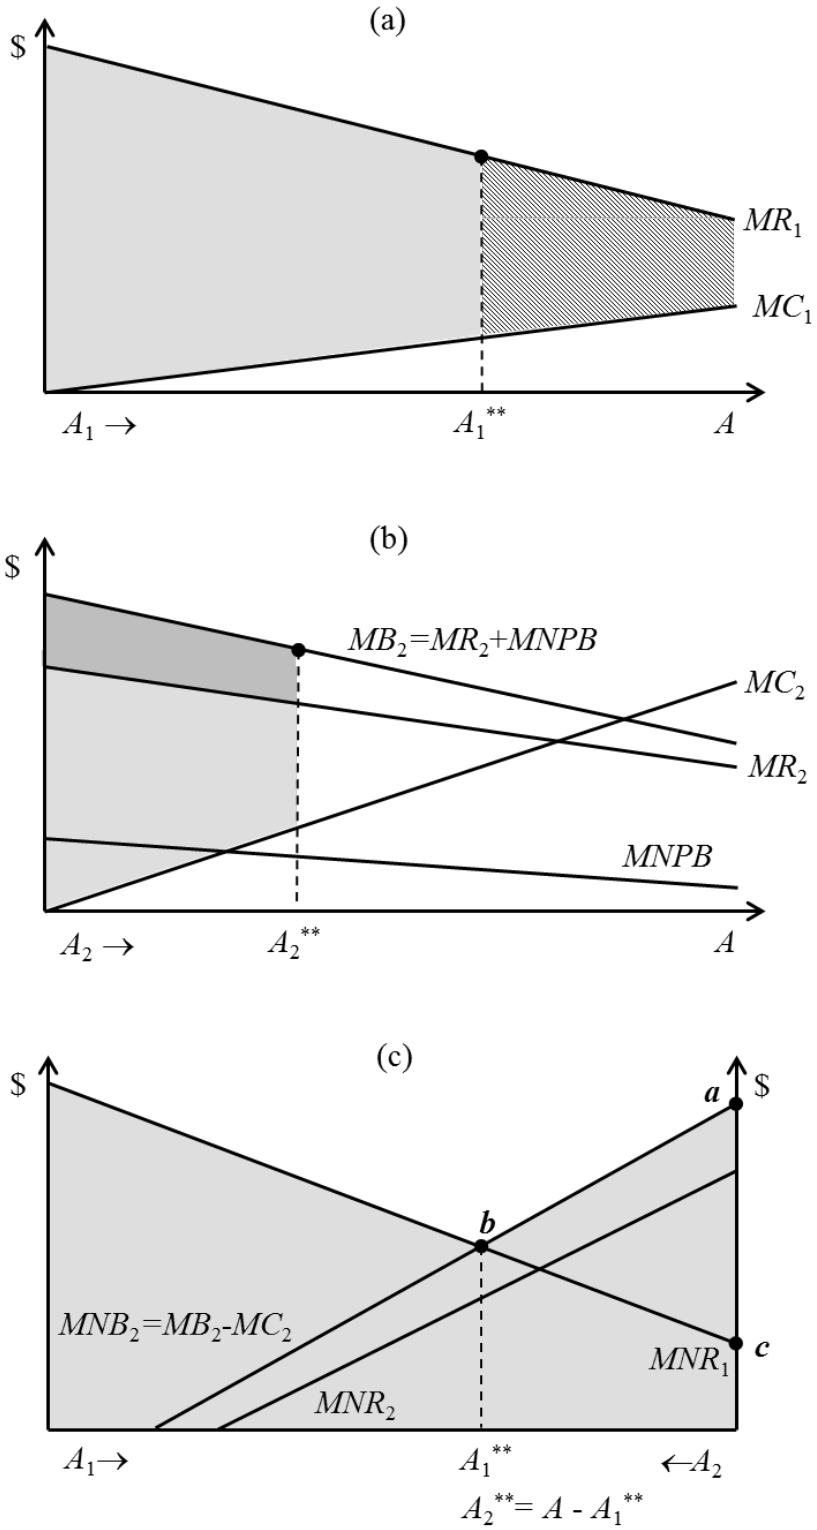 (a)
$
MR₁
MC₁
A₁ → A₁** A
(b)
$
MB₂=MR₂+MNPB
MC₂
MR₂
MNPB
A₂ → A₂** A
(c)
$ a $
b
MNB₂=MB₂-MC₂
c
MNR₁
MNR₂
A₁→ A₁** ←A₂
A₂**= A - A₁**